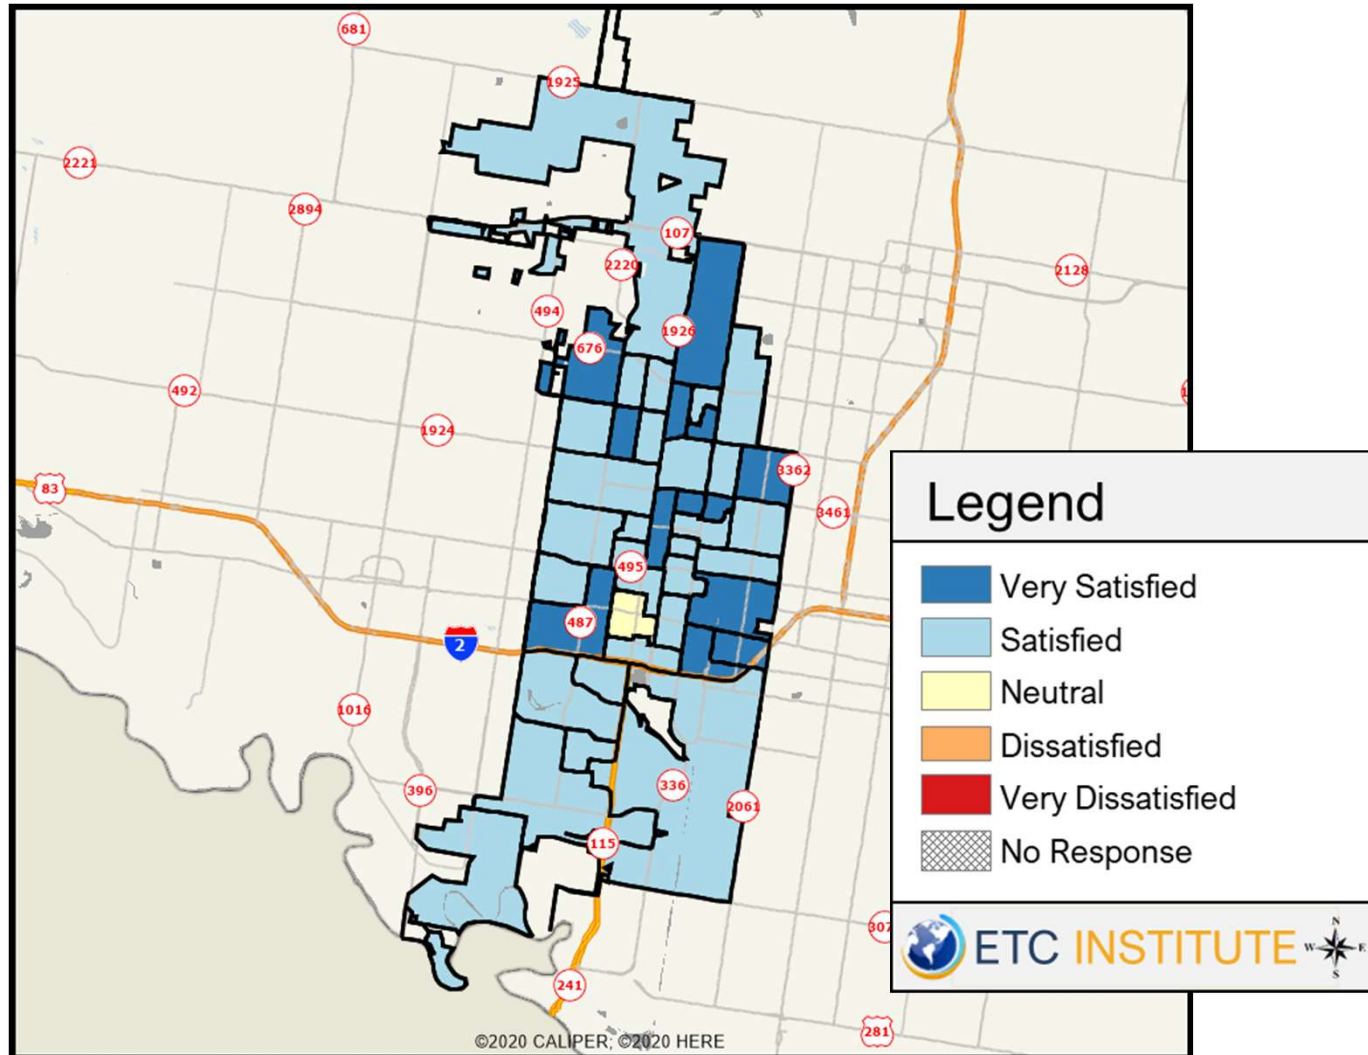 681
1925
2221
2894
107
2220
2128
494
1926
676
492
1924
3362
83
3461
495
487
2
1016
336
396
2061
115
307
241
281
©2020 CALIPER; ©2020 HERE
Legend
Very Satisfied
Satisfied
Neutral
Dissatisfied
Very Dissatisfied
No Response
ETC INSTITUTE
N
W E
S